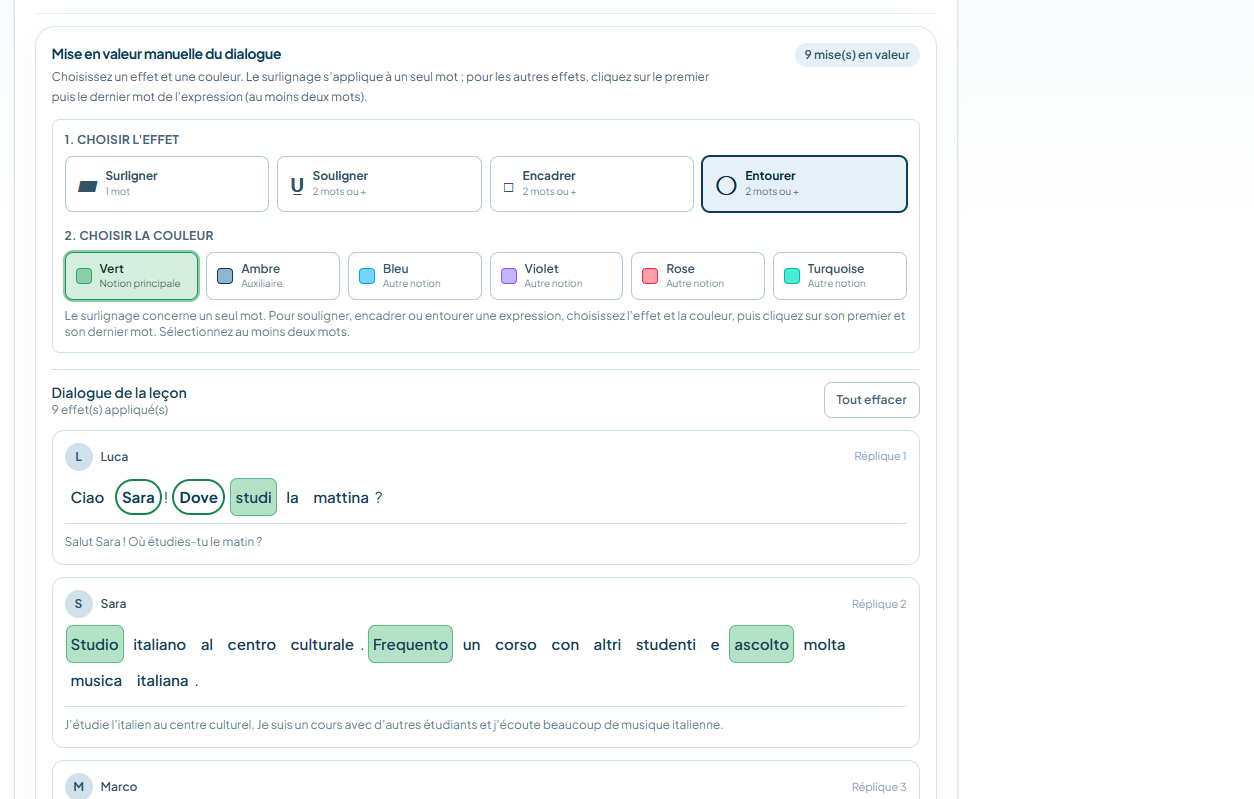 Mise en valeur manuelle du dialogue
9 mise(s) en valeur
Choisissez un effet et une couleur. Le surlignage s'applique à un seul mot ; pour les autres effets, cliquez sur le premier
puis le dernier mot de l'expression (au moins deux mots).
1. CHOISIR L'EFFET
Surligner
1 mot
U Souligner
2 mots ou +
Encadrer
2 mots ou +
Entourer
2 mots ou +
2. CHOISIR LA COULEUR
Vert
Notion principale
Ambre
Auxiliaire
Bleu
Autre notion
Violet
Autre notion
Rose
Autre notion
Turquoise
Autre notion
Le surlignage concerne un seul mot. Pour souligner, encadrer ou entourer une expression, choisissez l'effet et la couleur, puis cliquez sur son premier et
son dernier mot. Sélectionnez au moins deux mots.
Dialogue de la leçon
9 effet(s) appliqué(s)
Tout effacer
L Luca
Réplique 1
Ciao Sara ! Dove studi la mattina ?
Salut Sara ! Où étudies-tu le matin ?
S Sara
Réplique 2
Studio italiano al centro culturale . Frequento un corso con altri studenti e ascolto molta
musica italiana .
J'étudie l'italien au centre culturel. Je suis un cours avec d'autres étudiants et j'écoute beaucoup de musique italienne.
M Marco
Réplique 3